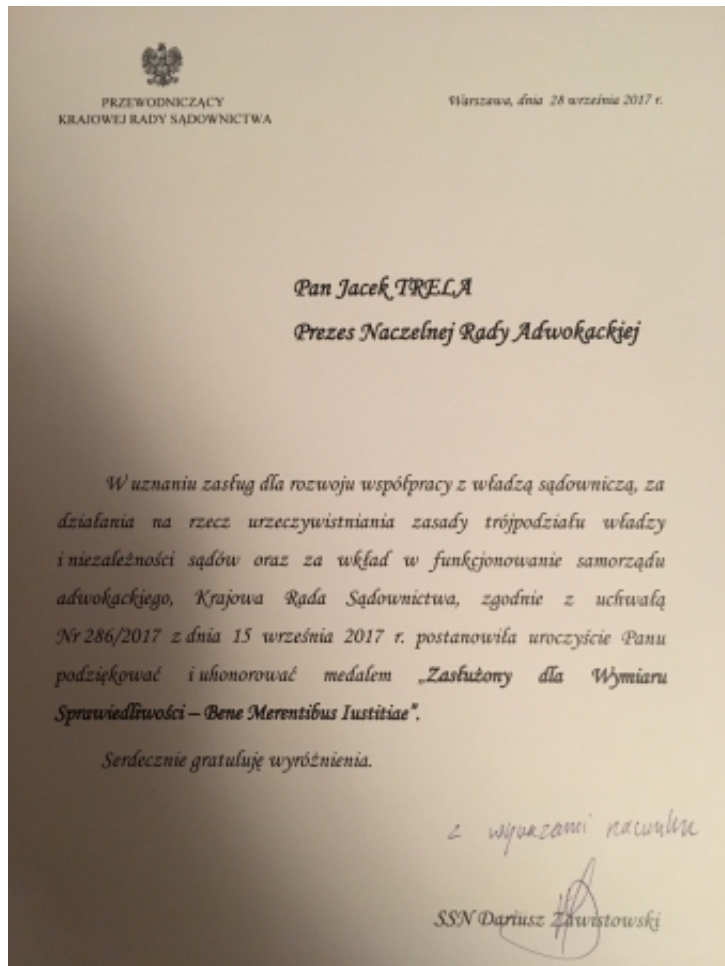 PRZEWODNICZĄCY
KRAJOWEJ RADY SĄDOWNICTWA
Warszawa, dnia 28 września 2017 r.
Pan Jacek TRELA
Prezes Naczelnej Rady Adwokackiej
W uznaniu zasług dla rozwoju współpracy z władzą sądowniczą, za
działania na rzecz urzeczywistniania zasady trójpodziału władzy
i niezależności sądów oraz za wkład w funkcjonowanie samorządu
adwokackiego, Krajowa Rada Sądownictwa, zgodnie z uchwałą
Nr 286/2017 z dnia 15 września 2017 r. postanowiła uroczyście Panu
podziękować i uhonorować medalem „Zasłużony dla Wymiaru
Sprawiedliwości – Bene Merentibus Iustitiae”.
Serdecznie gratuluję wyróżnienia.
z wyrazami szacunku
SSN Dariusz Zawistowski